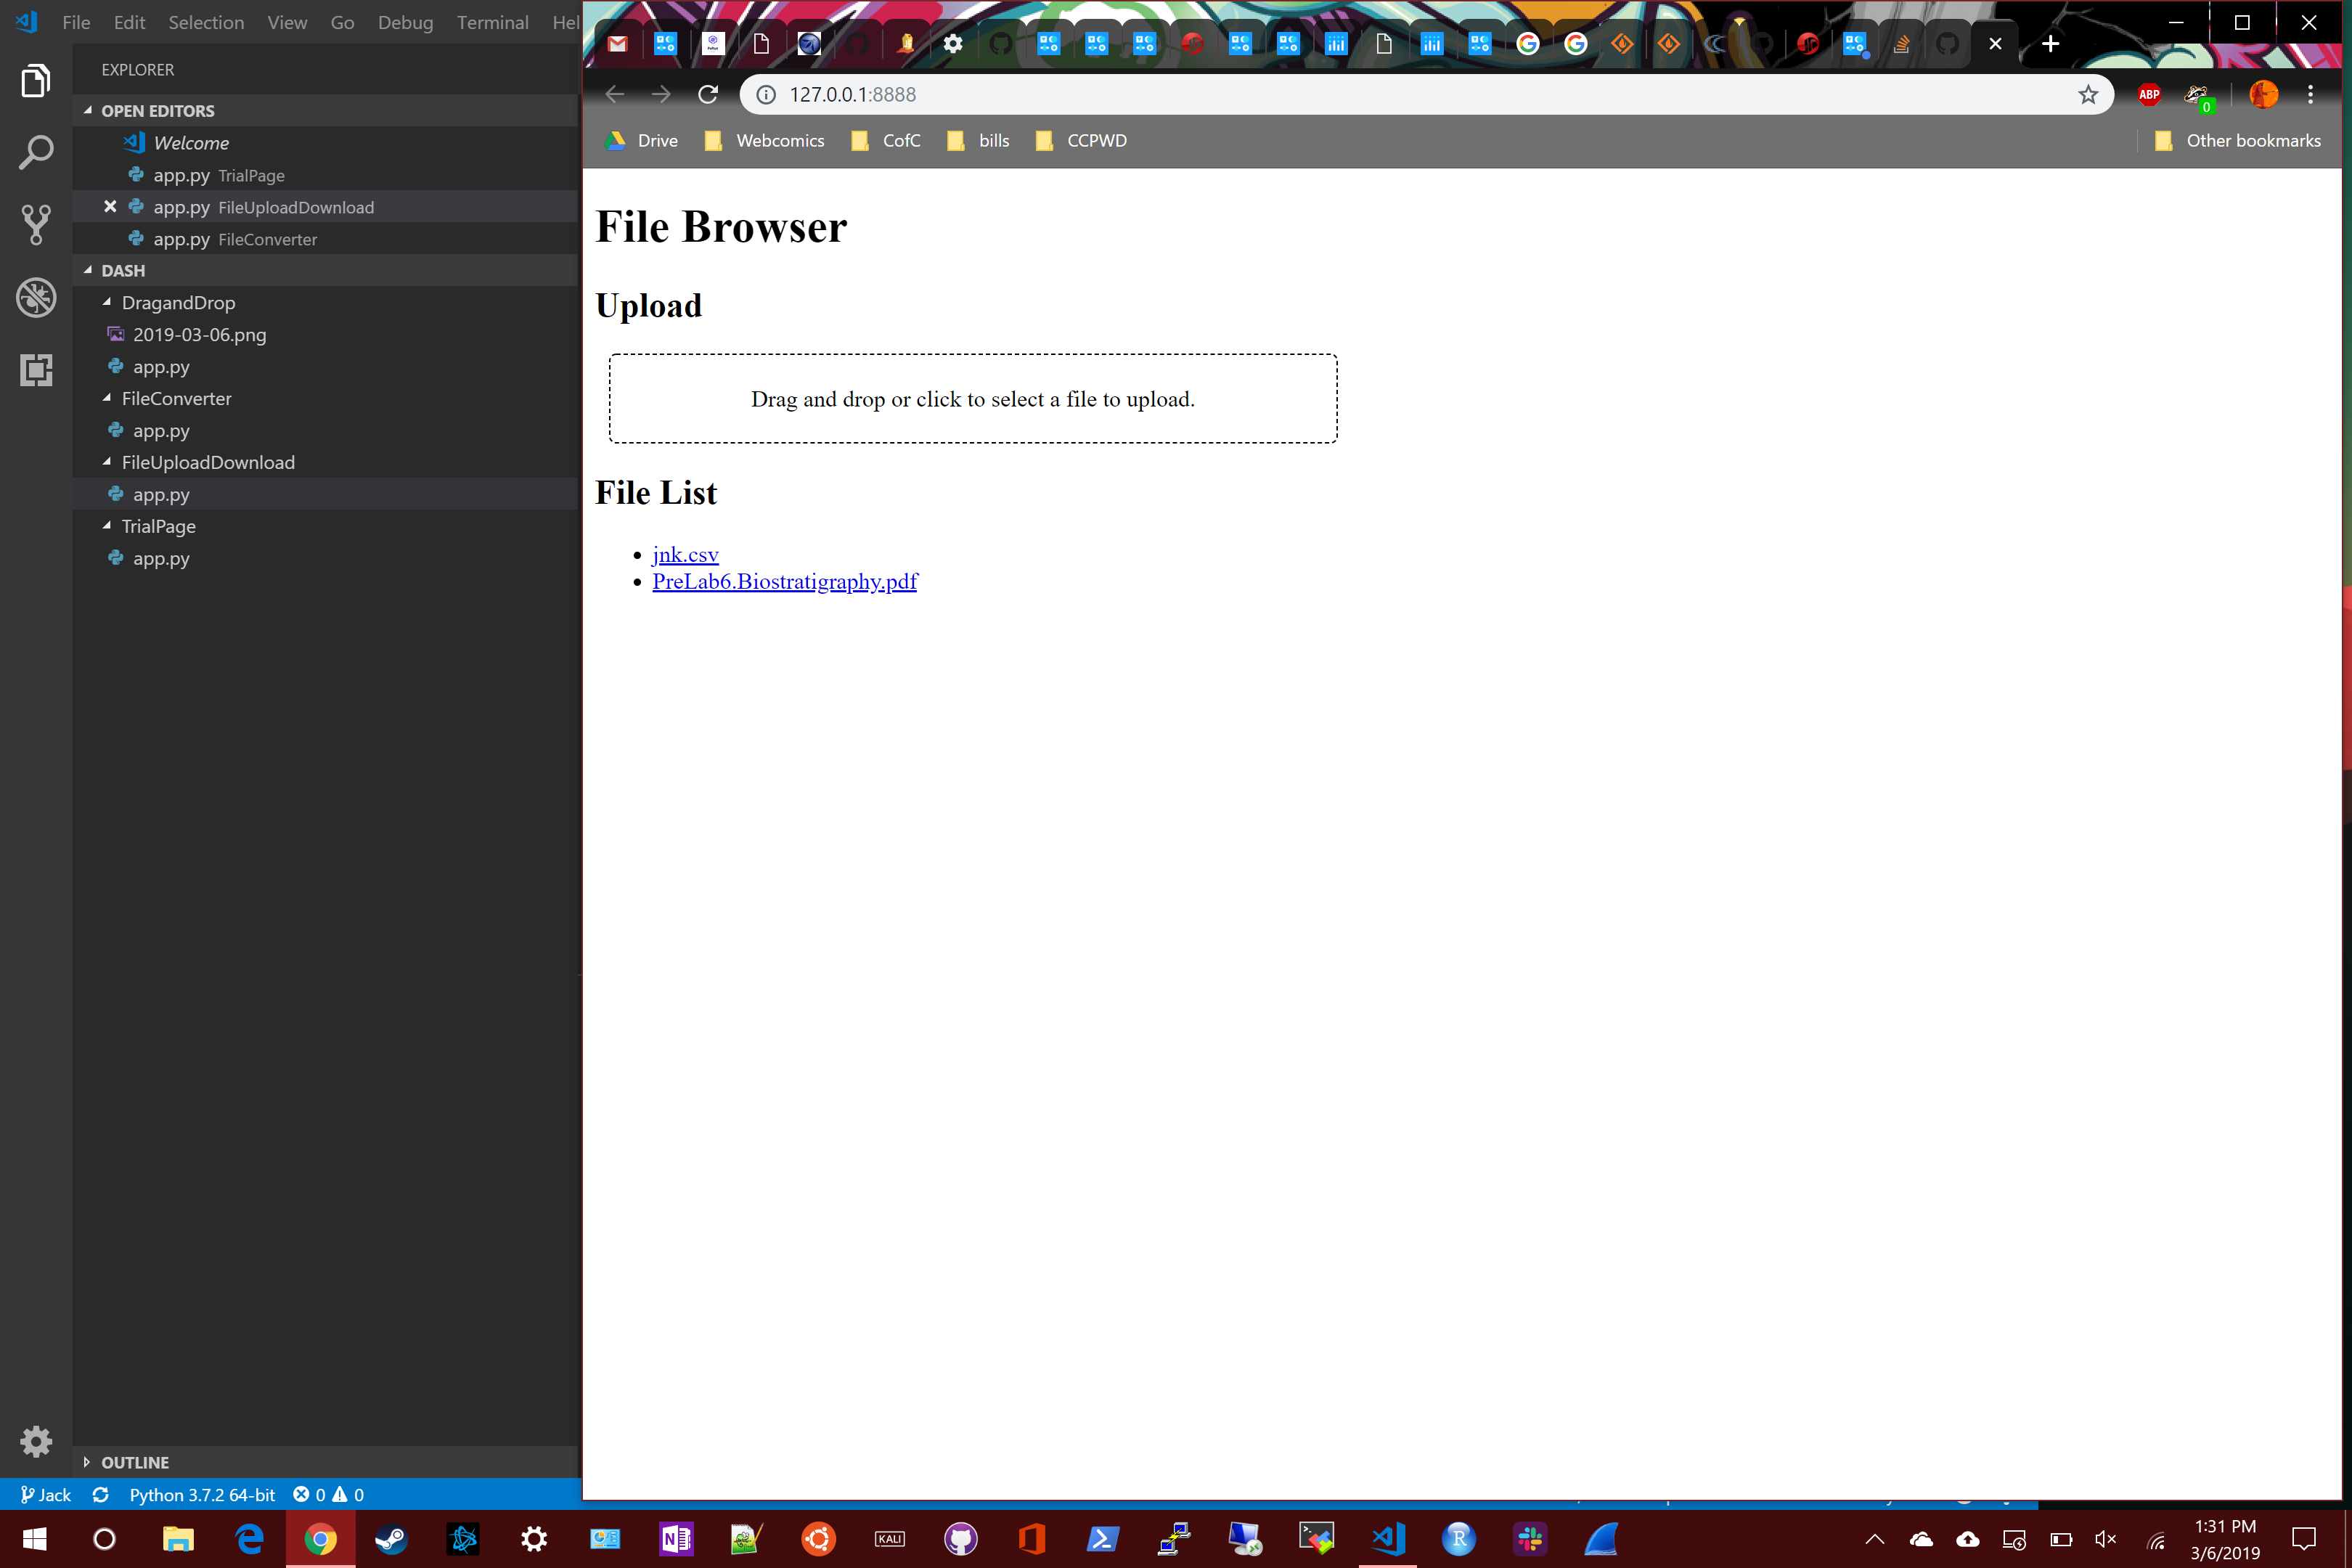 File Edit Selection View Go Debug Terminal Hel
EXPLORER
OPEN EDITORS
Welcome
app.py TrialPage
app.py FileUploadDownload
app.py FileConverter
DASH
DragandDrop
2019-03-06.png
app.py
FileConverter
app.py
FileUploadDownload
app.py
TrialPage
app.py
OUTLINE
Jack Python 3.7.2 64-bit 0 0
127.0.0.1:8888
ABP
0
Drive Webcomics CofC bills CCPWD Other bookmarks
File Browser
Upload
Drag and drop or click to select a file to upload.
File List
jnk.csv
PreLab6.Biostratigraphy.pdf
KALI
1:31 PM
3/6/2019